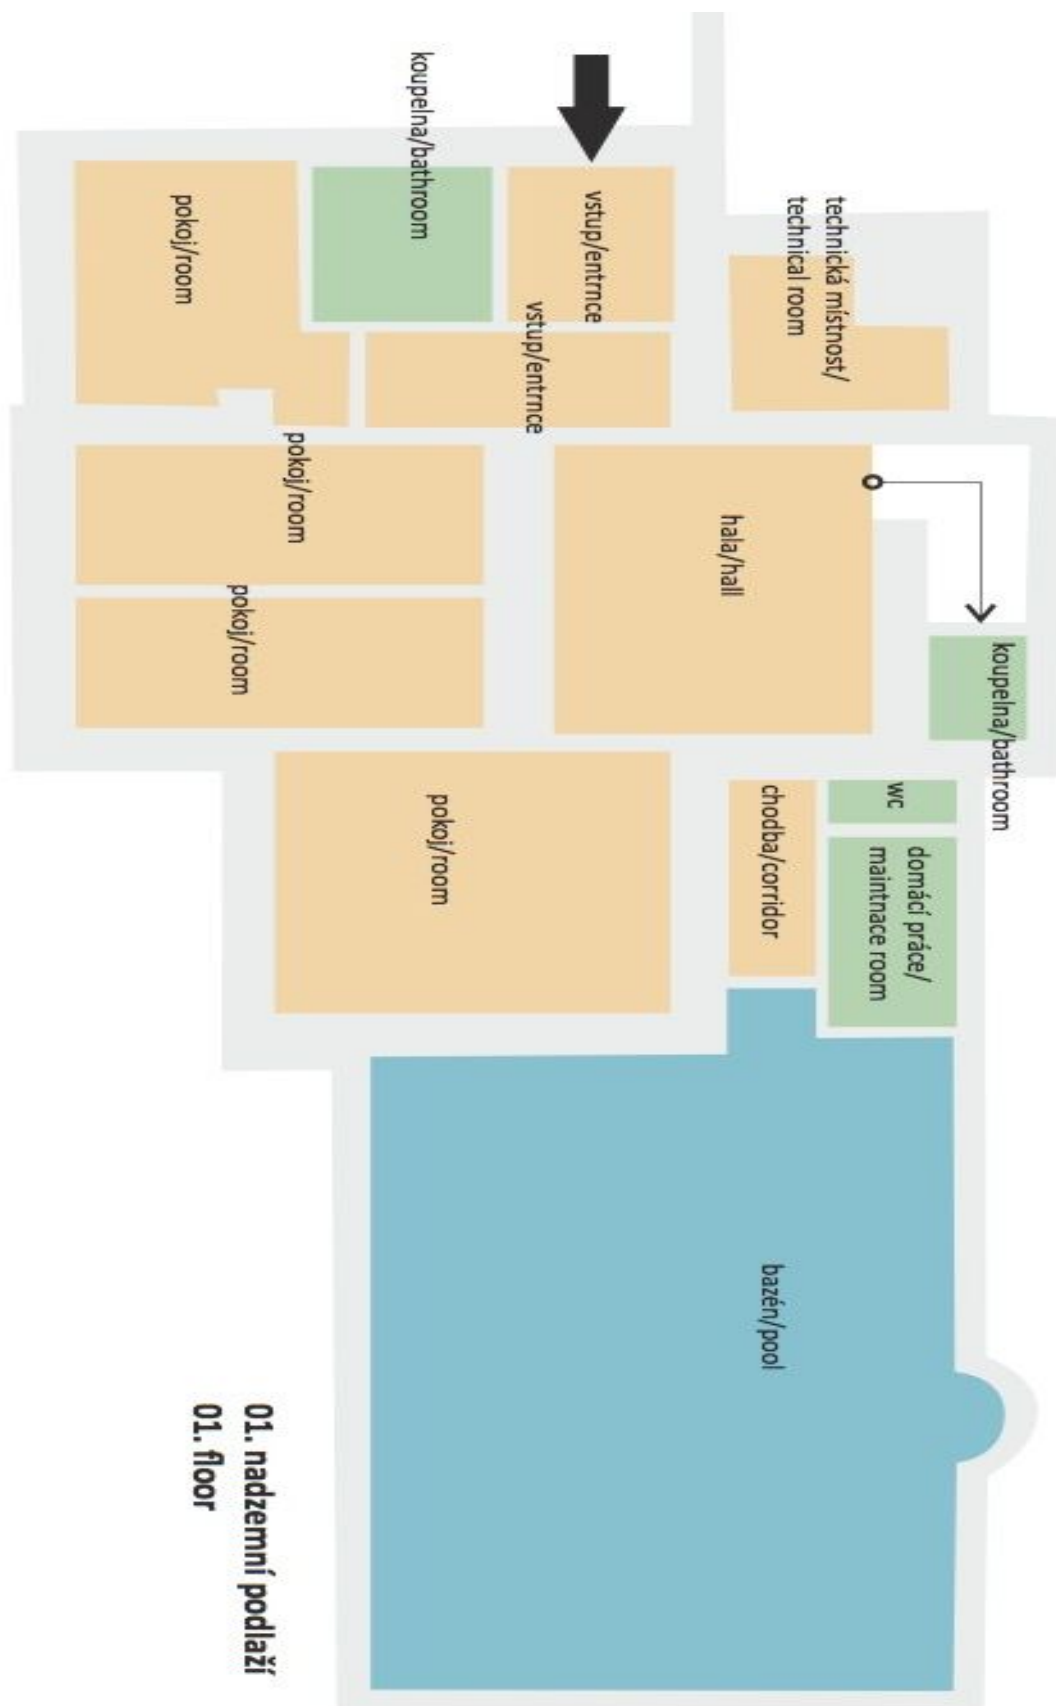 koupelna/bathroom
technická místnost/
technical room
wc
domácí práce/
maintnace room
hala/hall
chodba/corridor
bazén/pool
vstup/entrnce
vstup/entrnce
koupelna/bathroom
pokoj/room
pokoj/room
pokoj/room
pokoj/room
01. nadzemní podlaží
01. floor